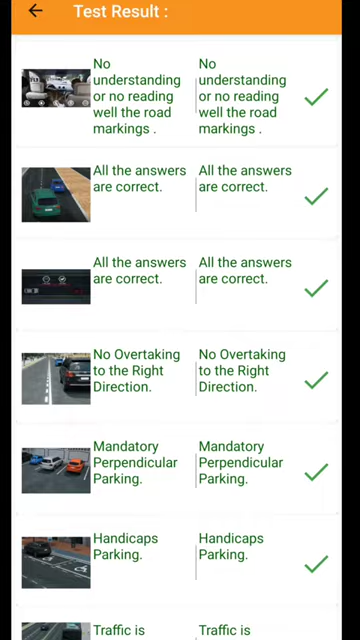 Test Result :
No No
understanding understanding
or no reading or no reading
well the road well the road
markings . markings .
All the answers All the answers
are correct. are correct.
All the answers All the answers
are correct. are correct.
No Overtaking No Overtaking
to the Right to the Right
Direction. Direction.
Mandatory Mandatory
Perpendicular Perpendicular
Parking. Parking.
Handicaps Handicaps
Parking. Parking.
Traffic is Traffic is